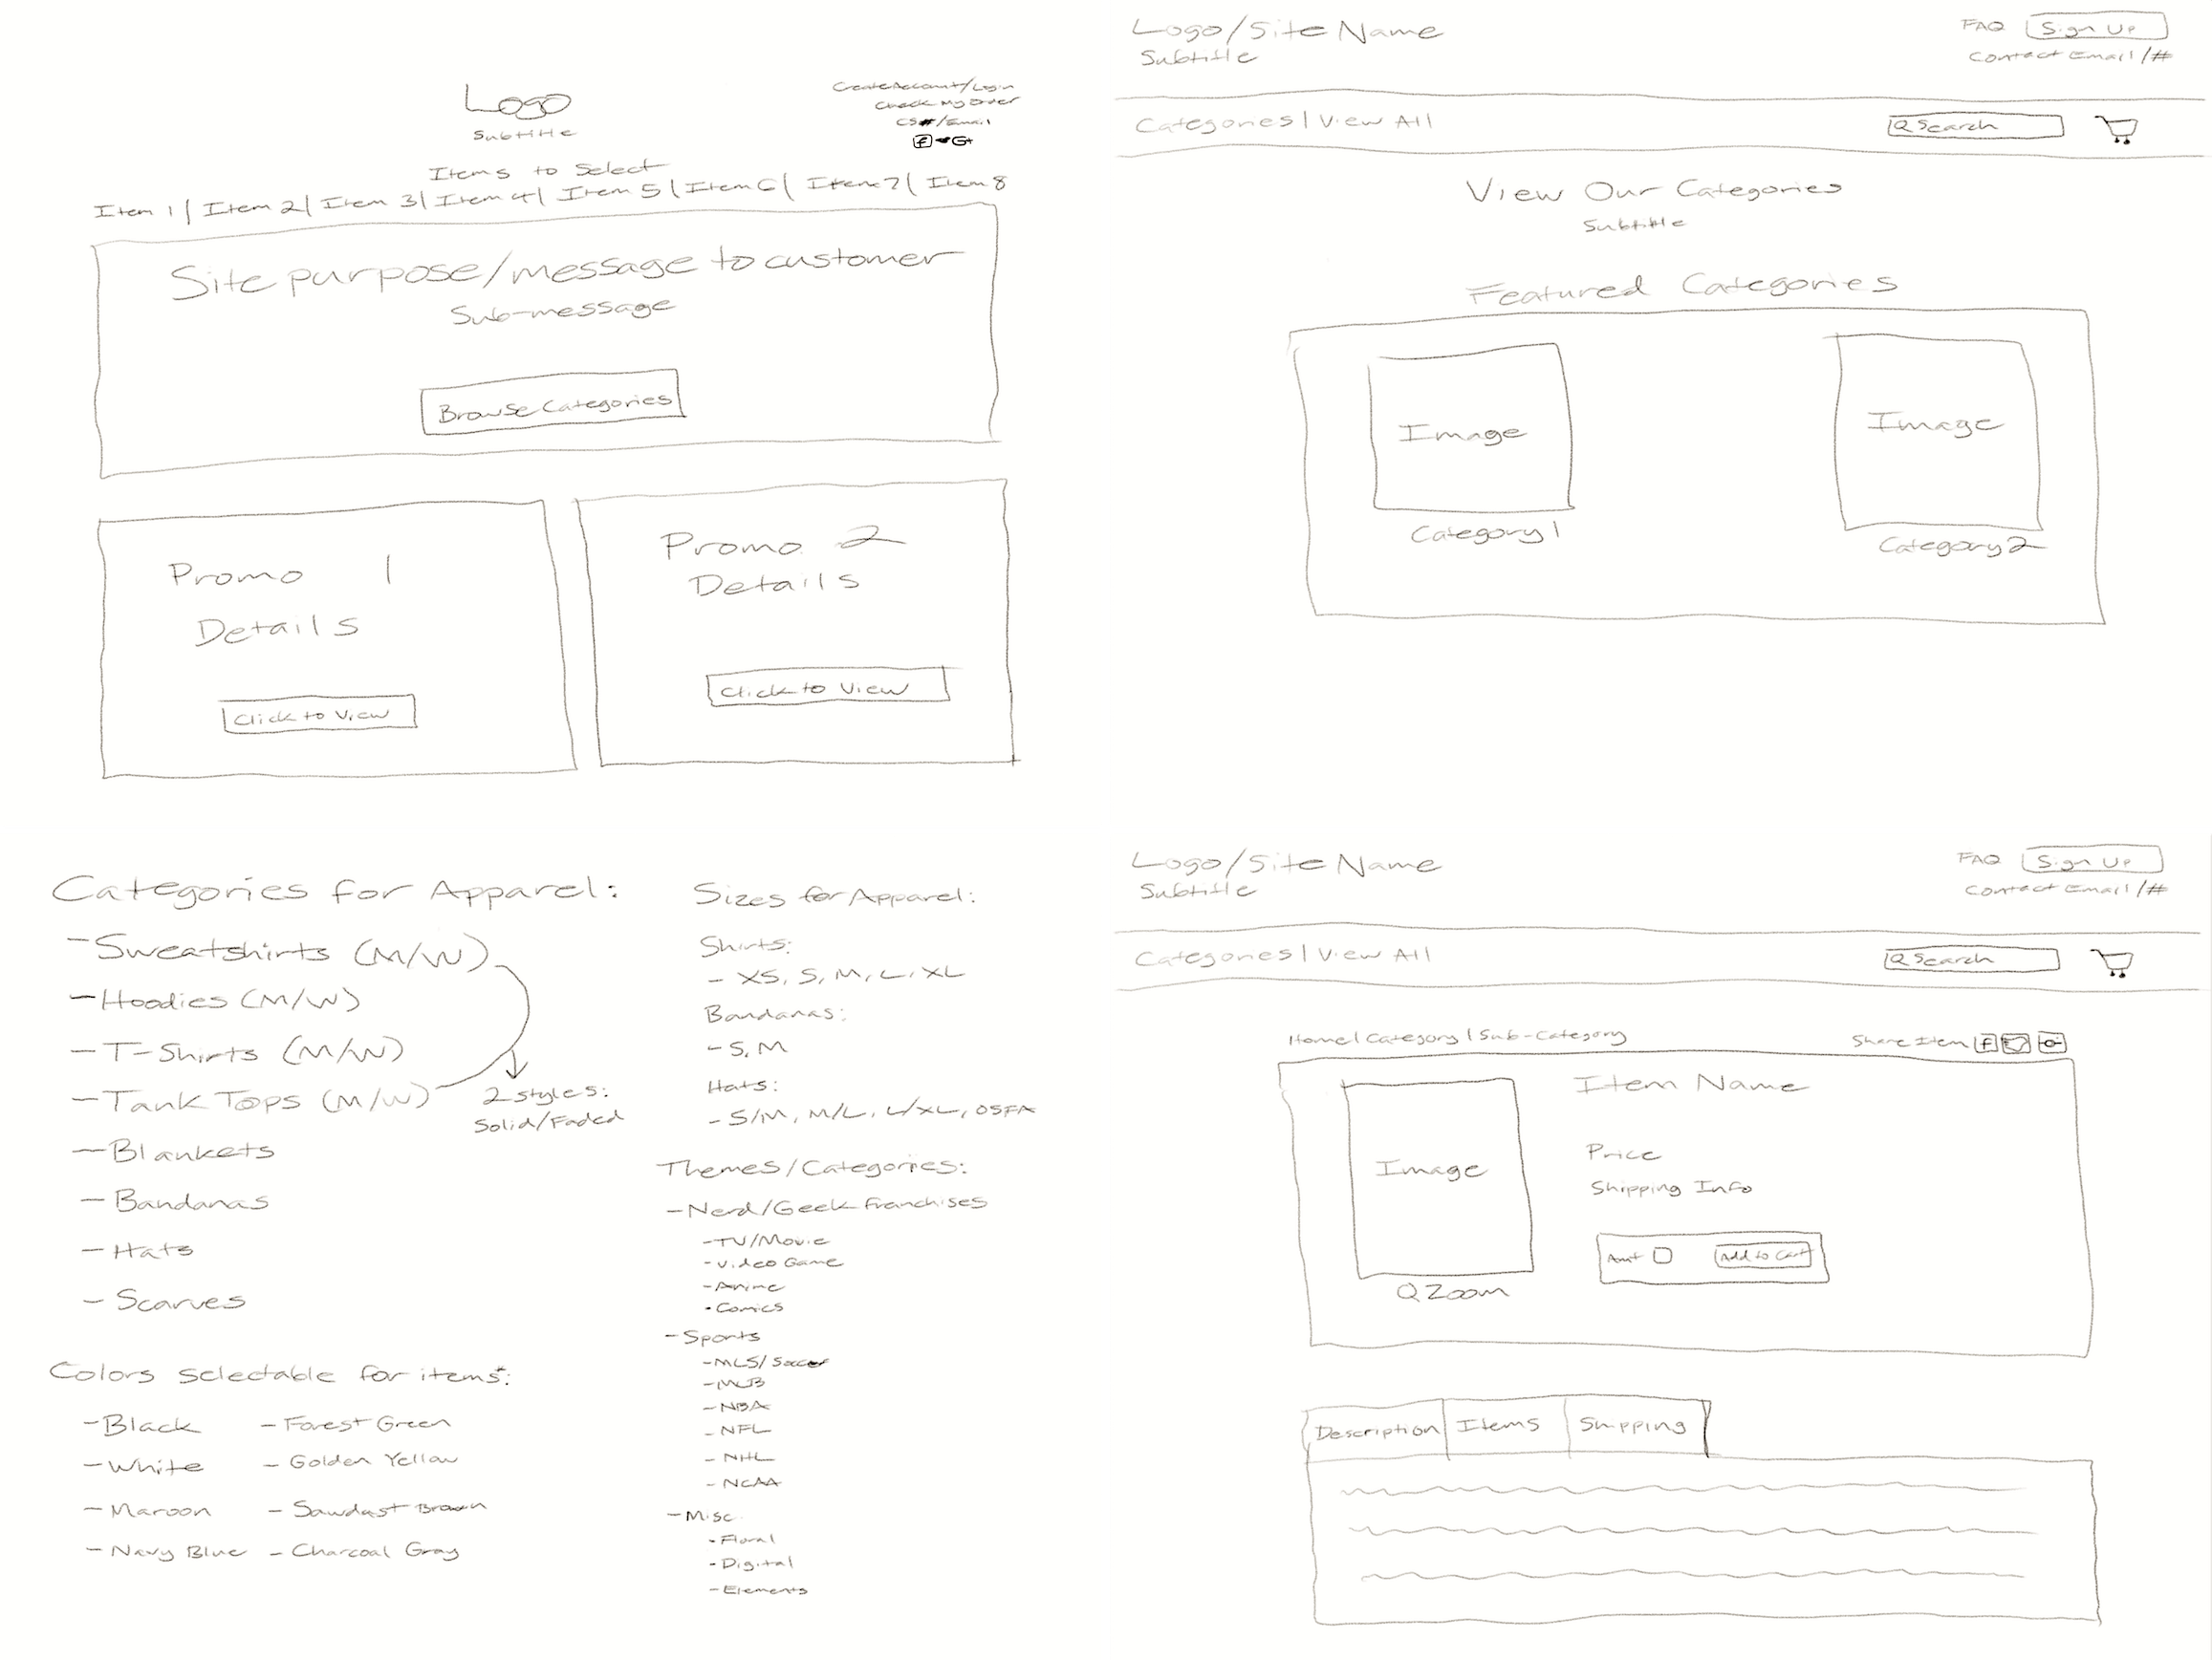 Logo
Subtitle
Create Account/Login
Check My Order
CS#/Email
f G+
Items to Select
Item 1 | Item 2 | Item 3 | Item 4 | Item 5 | Item 6 | Item 7 | Item 8
Site purpose/message to customer
Sub-message
Browse Categories
Promo 1
Details
Click to View
Promo 2
Details
Click to View
Logo/Site Name
Subtitle
FAQ Sign Up
Contact Email/#
Categories | View All
Search
View Our Categories
Subtitle
Featured Categories
Image
Category 1
Image
Category 2
Categories for Apparel:
- Sweatshirts (M/W)
- Hoodies (M/W)
- T-Shirts (M/W)
- Tank Tops (M/W)
2 styles:
Solid/Faded
- Blankets
- Bandanas
- Hats
- Scarves
Colors selectable for items*:
- Black
- White
- Maroon
- Navy Blue
- Forest Green
- Golden Yellow
- Sawdust Brown
- Charcoal Gray
Sizes for Apparel:
Shirts:
- XS, S, M, L, XL
Bandanas:
- S, M
Hats:
- S/M, M/L, L/XL, OSFA
Themes/Categories:
- Nerd/Geek Franchises
- TV/Movie
- Video Game
- Anime
- Comics
- Sports
- MLS/Soccer
- MLB
- NBA
- NFL
- NHL
- NCAA
- Misc.
- Floral
- Digital
- Elements
Logo/Site Name
Subtitle
FAQ Sign Up
Contact Email/#
Categories | View All
Search
Home | Category | Sub-Category
Share Item f
Image
Zoom
Item Name
Price
Shipping Info
Amt Add to Cart
Description Items Shipping